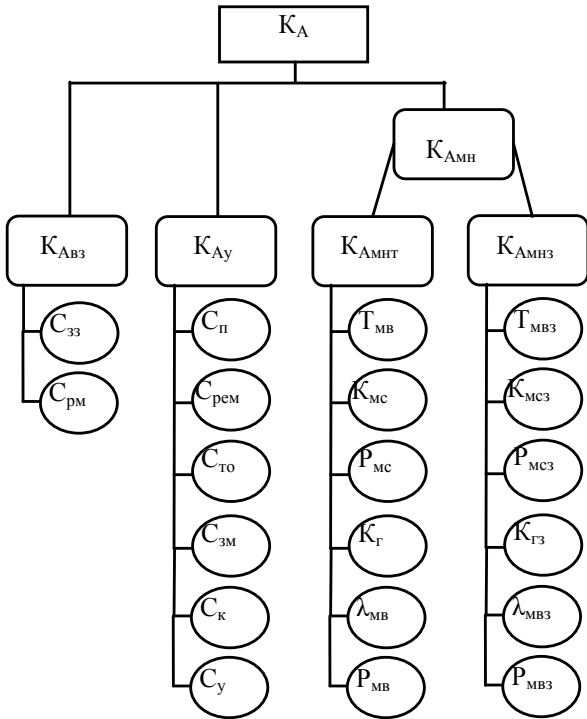 К_А
К_Амн
К_Авз
К_Ау
К_Амнт
К_Амнз
С_зз
С_рм
С_п
С_рем
С_то
С_зм
С_к
С_у
Т_мв
К_мс
Р_мс
К_г
λ_мв
Р_мв
Т_мвз
К_мсз
Р_мсз
К_гз
λ_мвз
Р_мвз